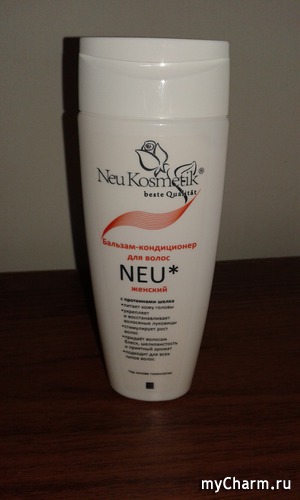 Neu Kosmetik®
beste Qualität
Бальзам-кондиционер
для волос
NEU*
женский
с протеинами шелка
•питает кожу головы
•укрепляет
и восстанавливает
волосяные луковицы
•стимулирует рост
волос
•придаёт волосам
блеск, шелковистость
и приятный аромат
•подходит для всех
типов волос
myCharm.ru